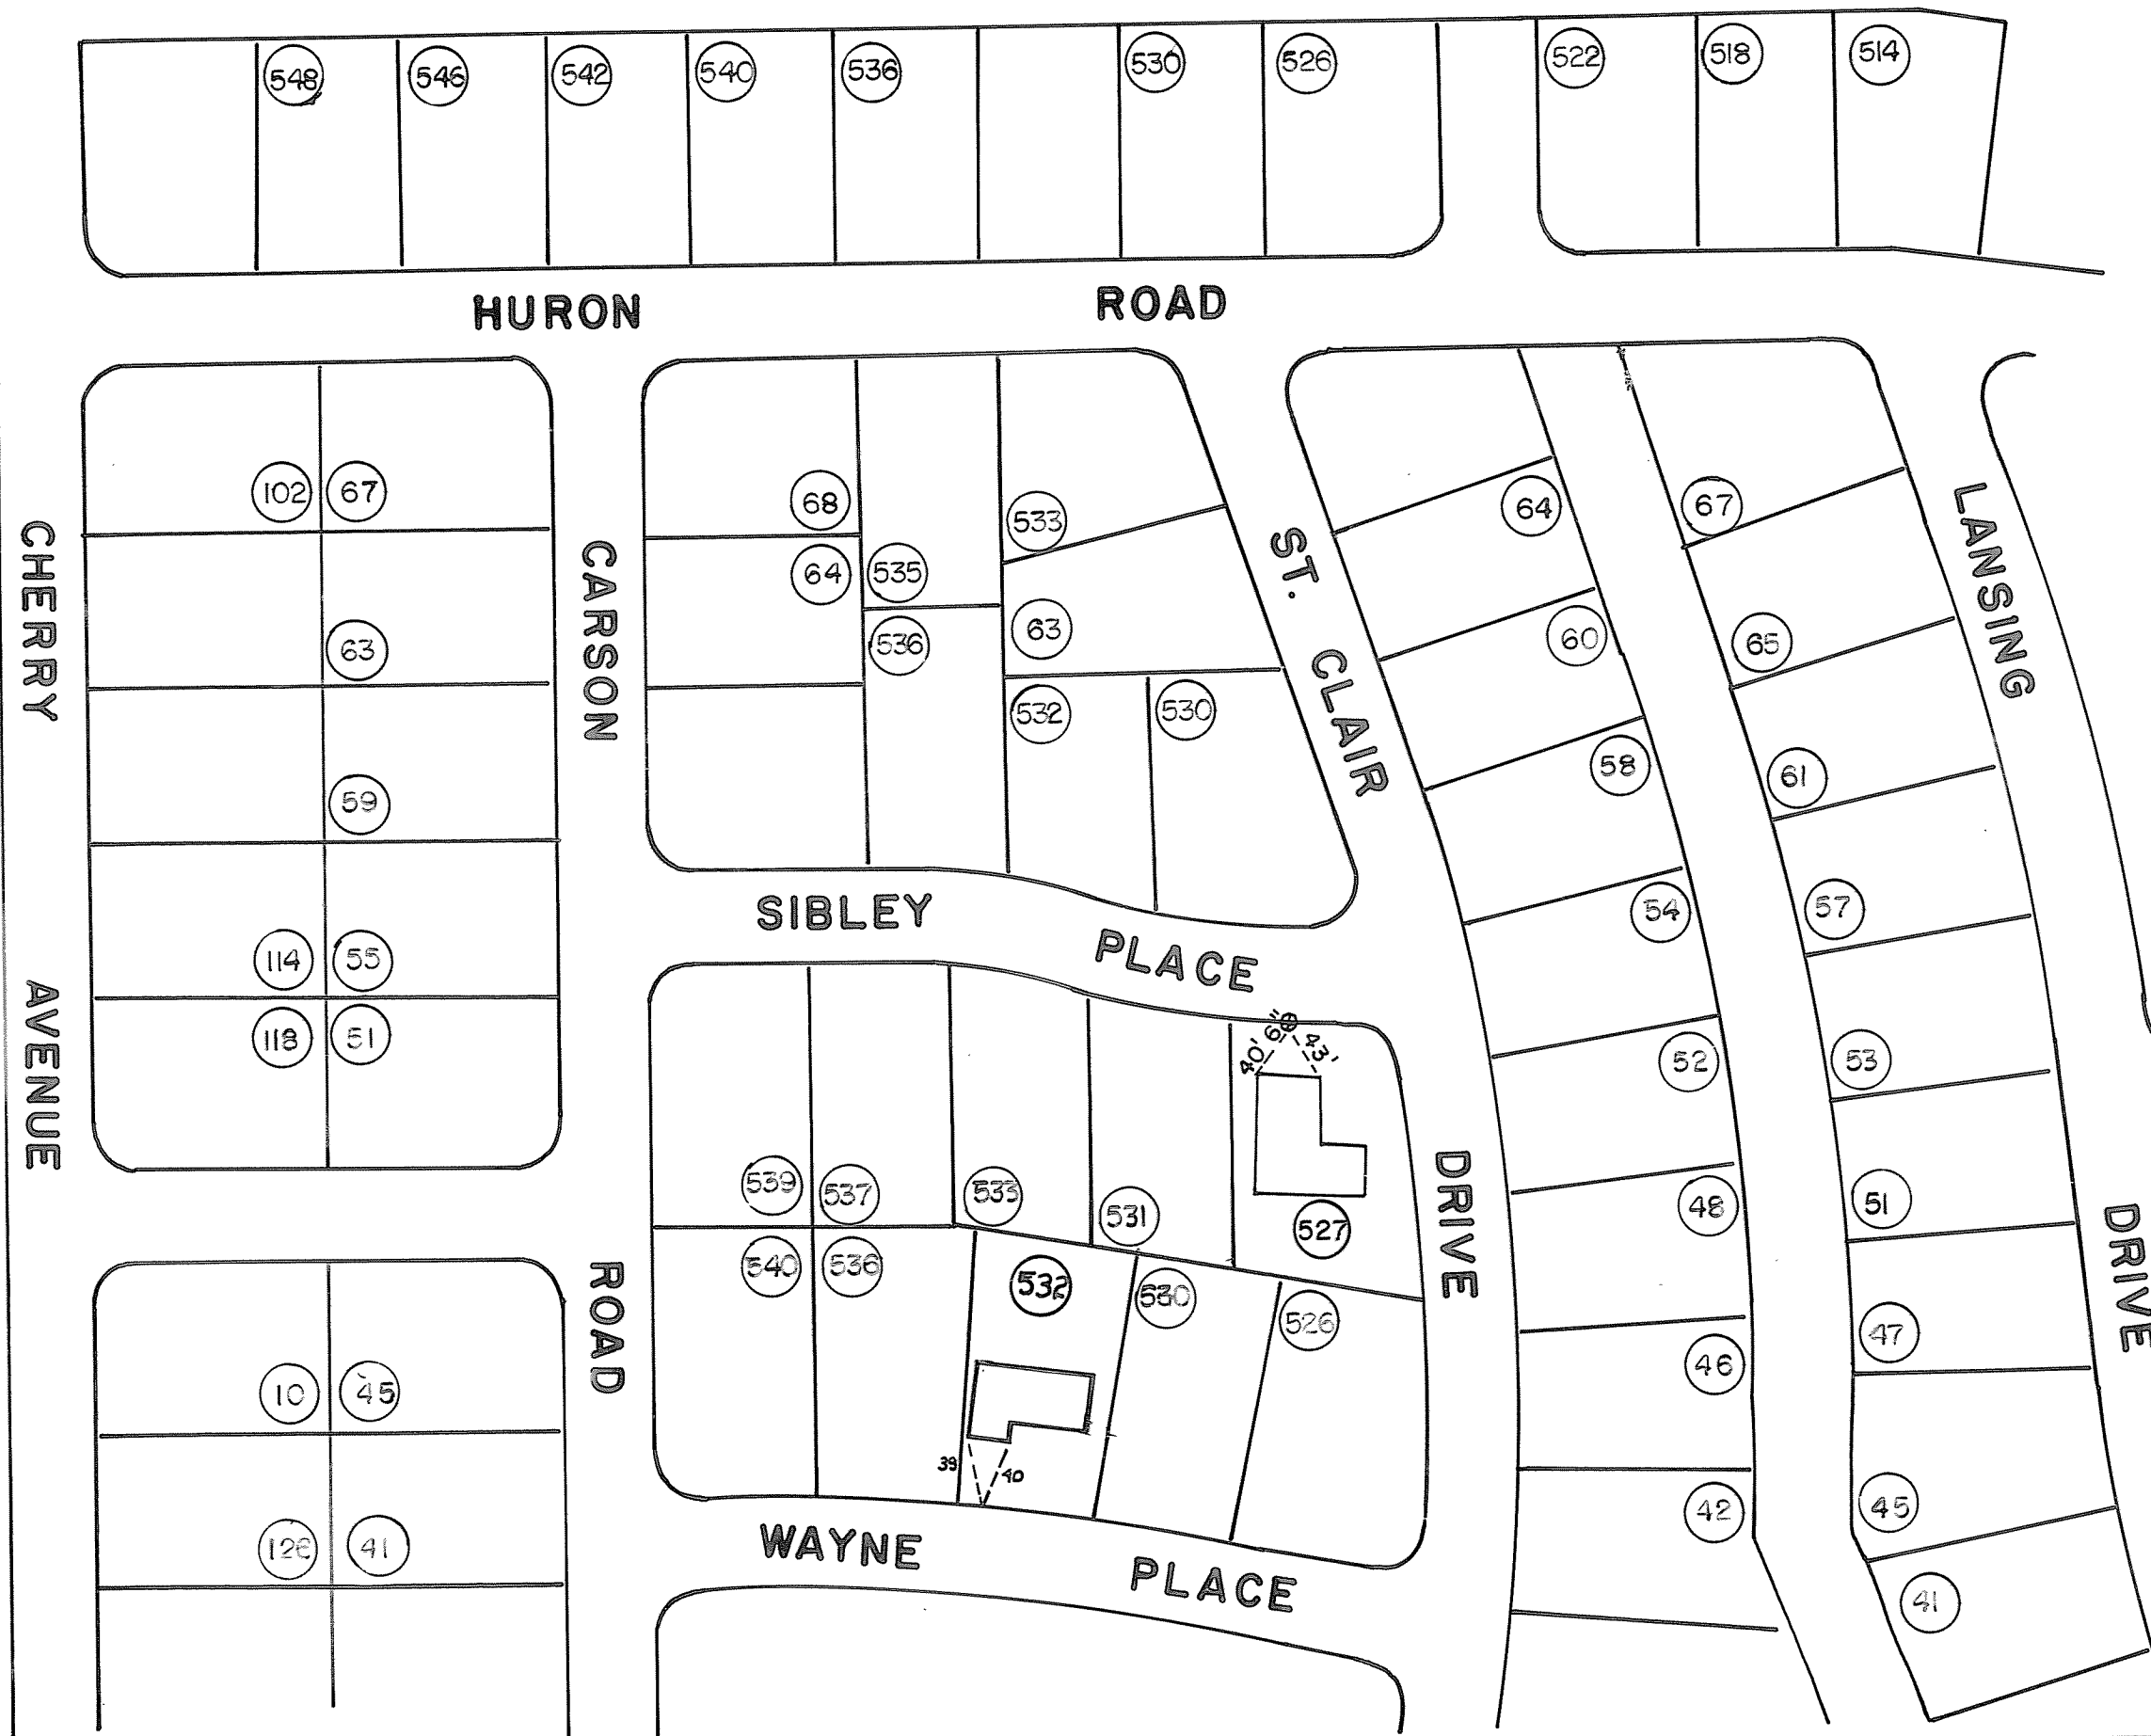 548 546 542 540 536 530 526 522 518 514
HURON ROAD
102 67 68 533 64 67
64 535
63 536 63 60 65
532 530
59 58 61
54 57
114 55
118 51
52 53
CHERRY AVENUE
CARSON ROAD
ST. CLAIR DRIVE
LANSING DRIVE
SIBLEY PLACE
6'
40' 43'
539 537 533 531 527 48 51
540 536 532 530 526
10 45 46 47
39 40
41 42 45
41
WAYNE PLACE